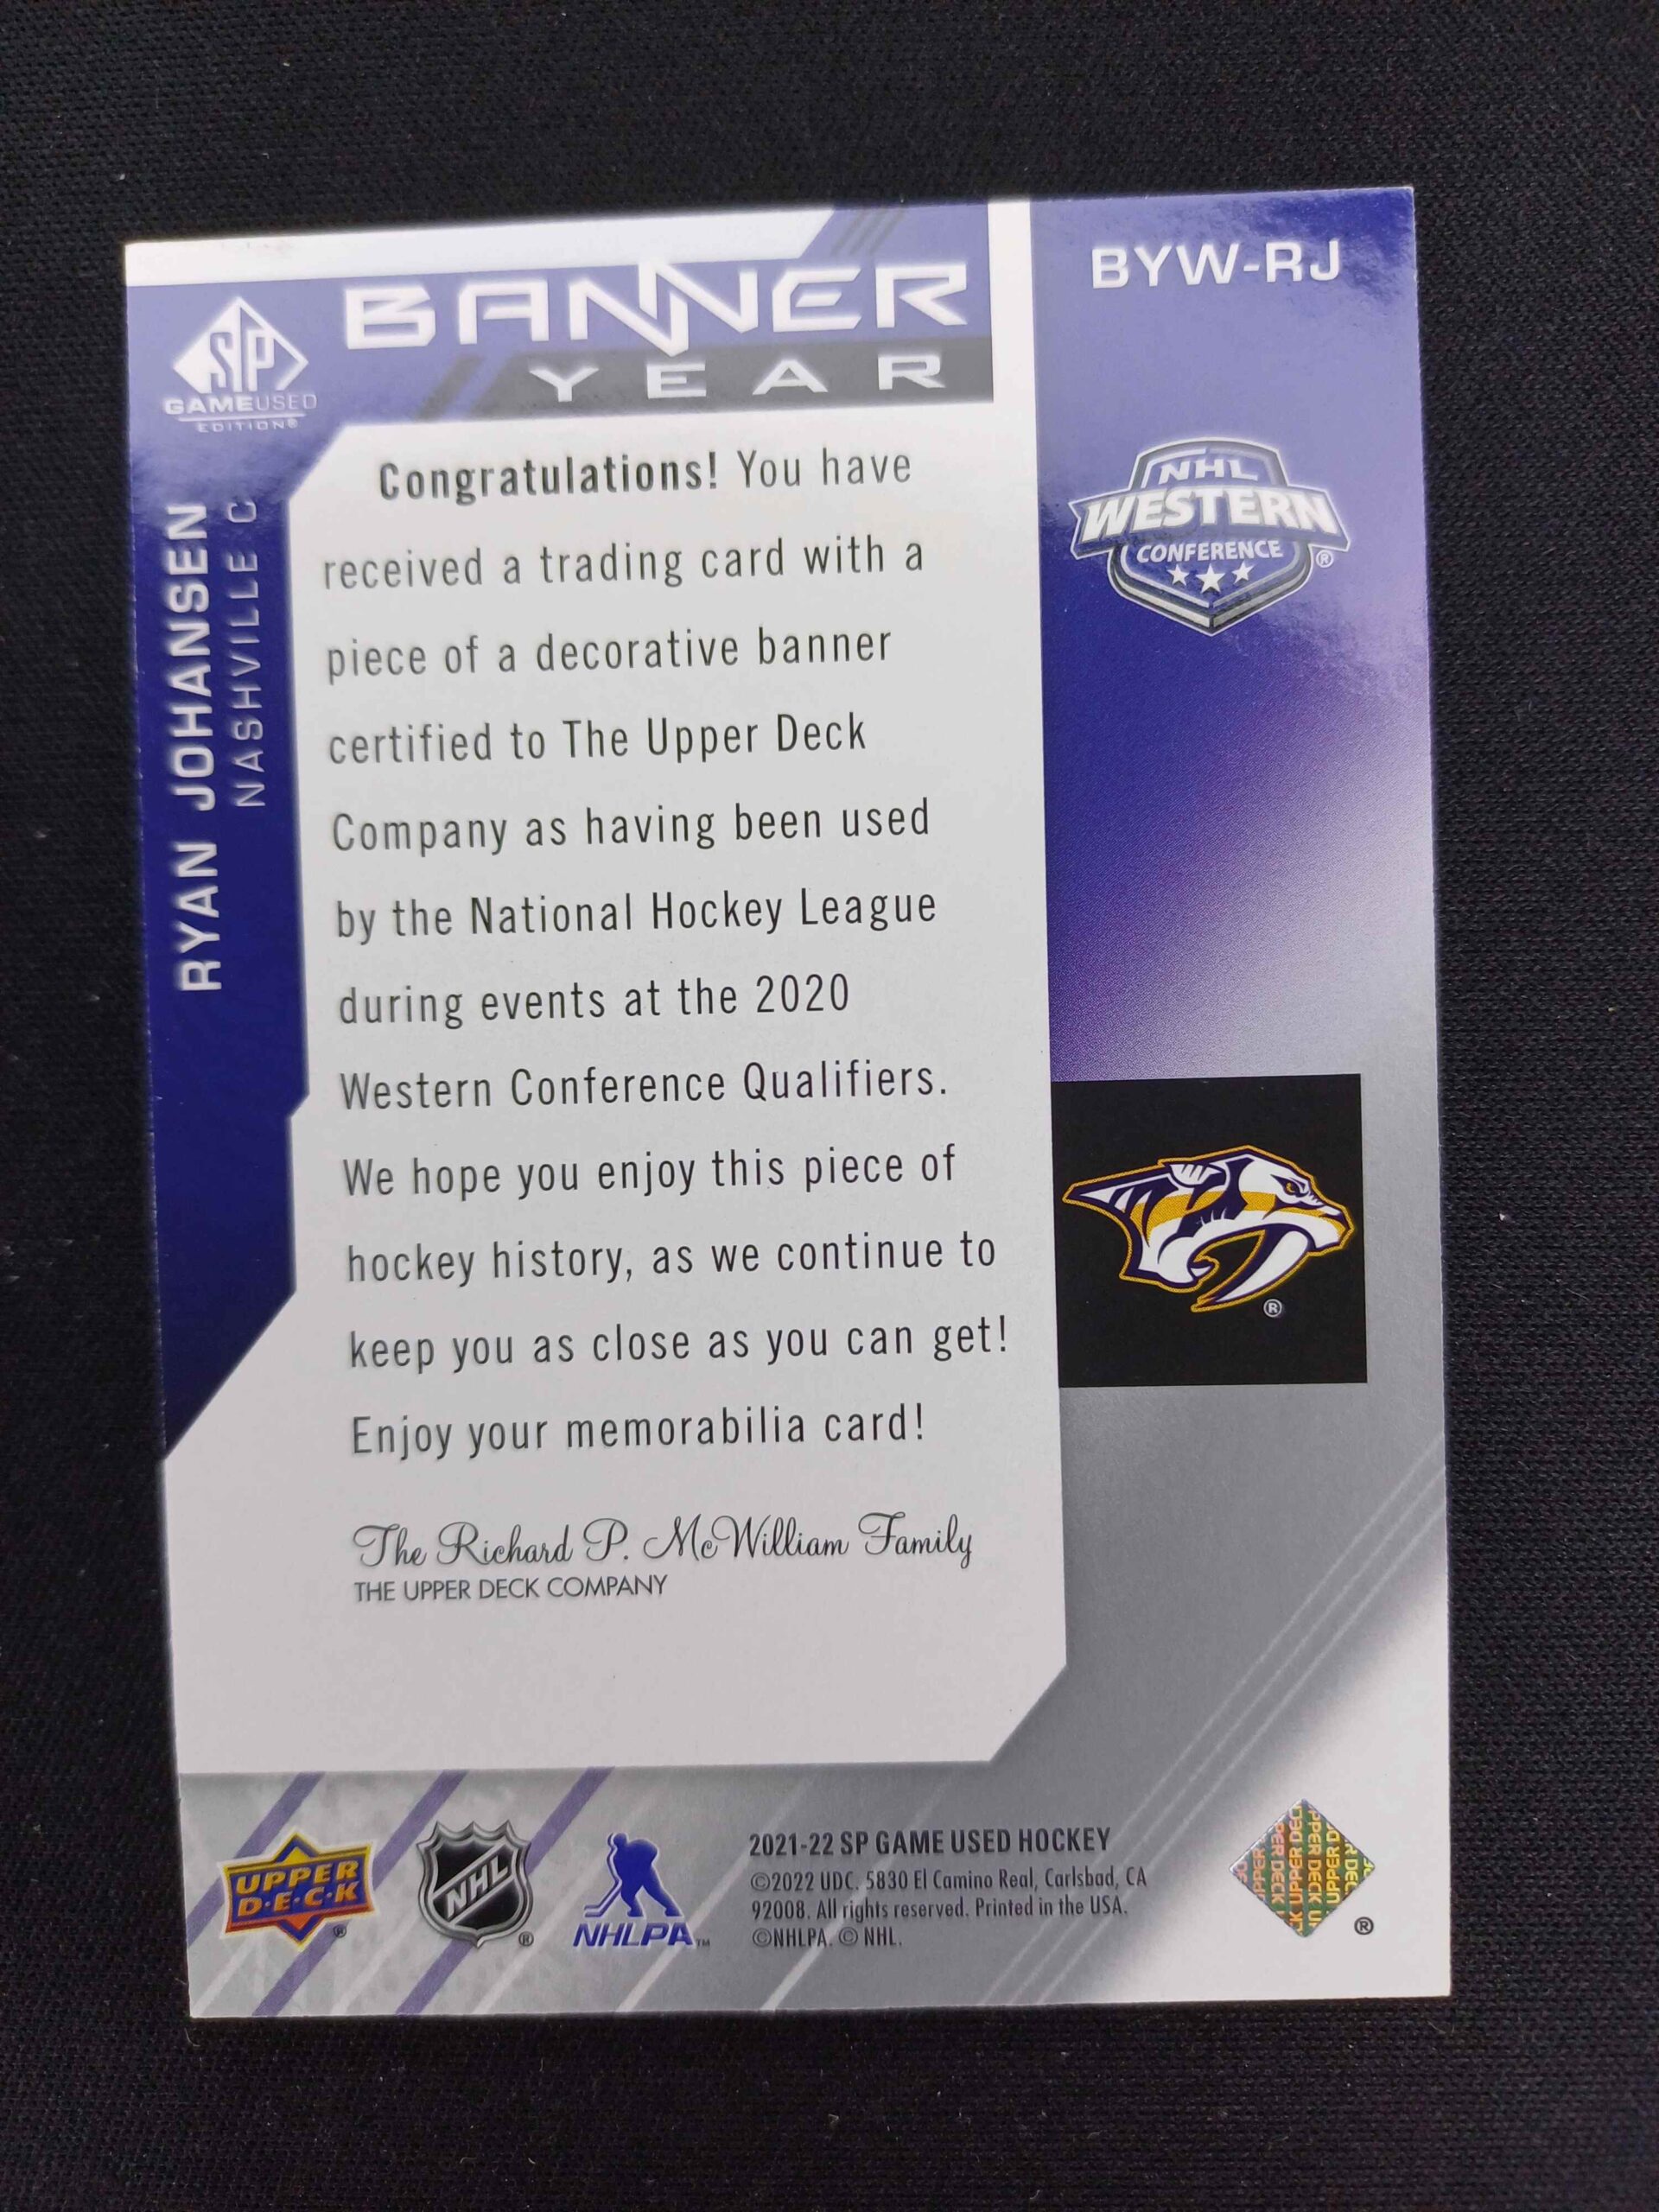 BANNER
YEAR
SP
GAMEUSED
EDITION®
BYW-RJ
RYAN JOHANSEN
NASHVILLE C
NHL
WESTERN
CONFERENCE
®
Congratulations! You have
received a trading card with a
piece of a decorative banner
certified to The Upper Deck
Company as having been used
by the National Hockey League
during events at the 2020
Western Conference Qualifiers.
We hope you enjoy this piece of
hockey history, as we continue to
keep you as close as you can get!
Enjoy your memorabilia card!
®
The Richard P. McWilliam Family
THE UPPER DECK COMPANY
UPPER
D·E·C·K
®
NHL
®
NHLPA™
2021-22 SP GAME USED HOCKEY
©2022 UDC. 5830 El Camino Real, Carlsbad, CA
92008. All rights reserved. Printed in the USA.
©NHLPA. © NHL.
UPPER DECK
®